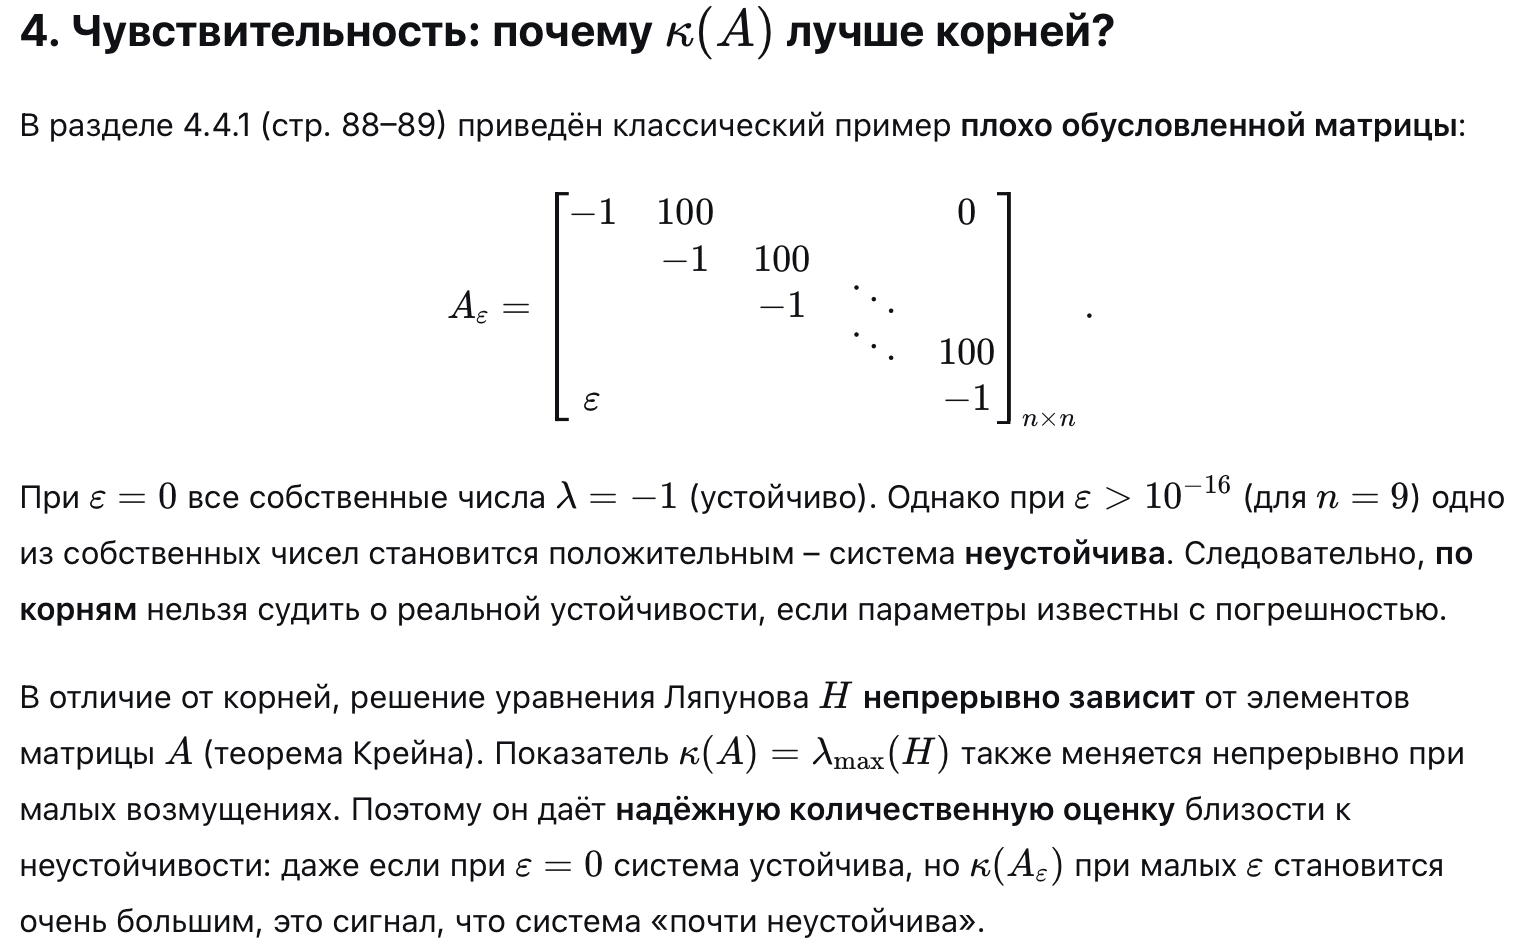 4. Чувствительность: почему κ(A) лучше корней?
В разделе 4.4.1 (стр. 88–89) приведён классический пример плохо обусловленной матрицы:
−1 100 0
−1 100
A_ε = −1 ⋱ .
⋱ 100
ε −1
n×n
При ε = 0 все собственные числа λ = −1 (устойчиво). Однако при ε > 10^{−16} (для n = 9) одно
из собственных чисел становится положительным – система неустойчива. Следовательно, по
корням нельзя судить о реальной устойчивости, если параметры известны с погрешностью.
В отличие от корней, решение уравнения Ляпунова H непрерывно зависит от элементов
матрицы A (теорема Крейна). Показатель κ(A) = λ_max(H) также меняется непрерывно при
малых возмущениях. Поэтому он даёт надёжную количественную оценку близости к
неустойчивости: даже если при ε = 0 система устойчива, но κ(A_ε) при малых ε становится
очень большим, это сигнал, что система «почти неустойчива».